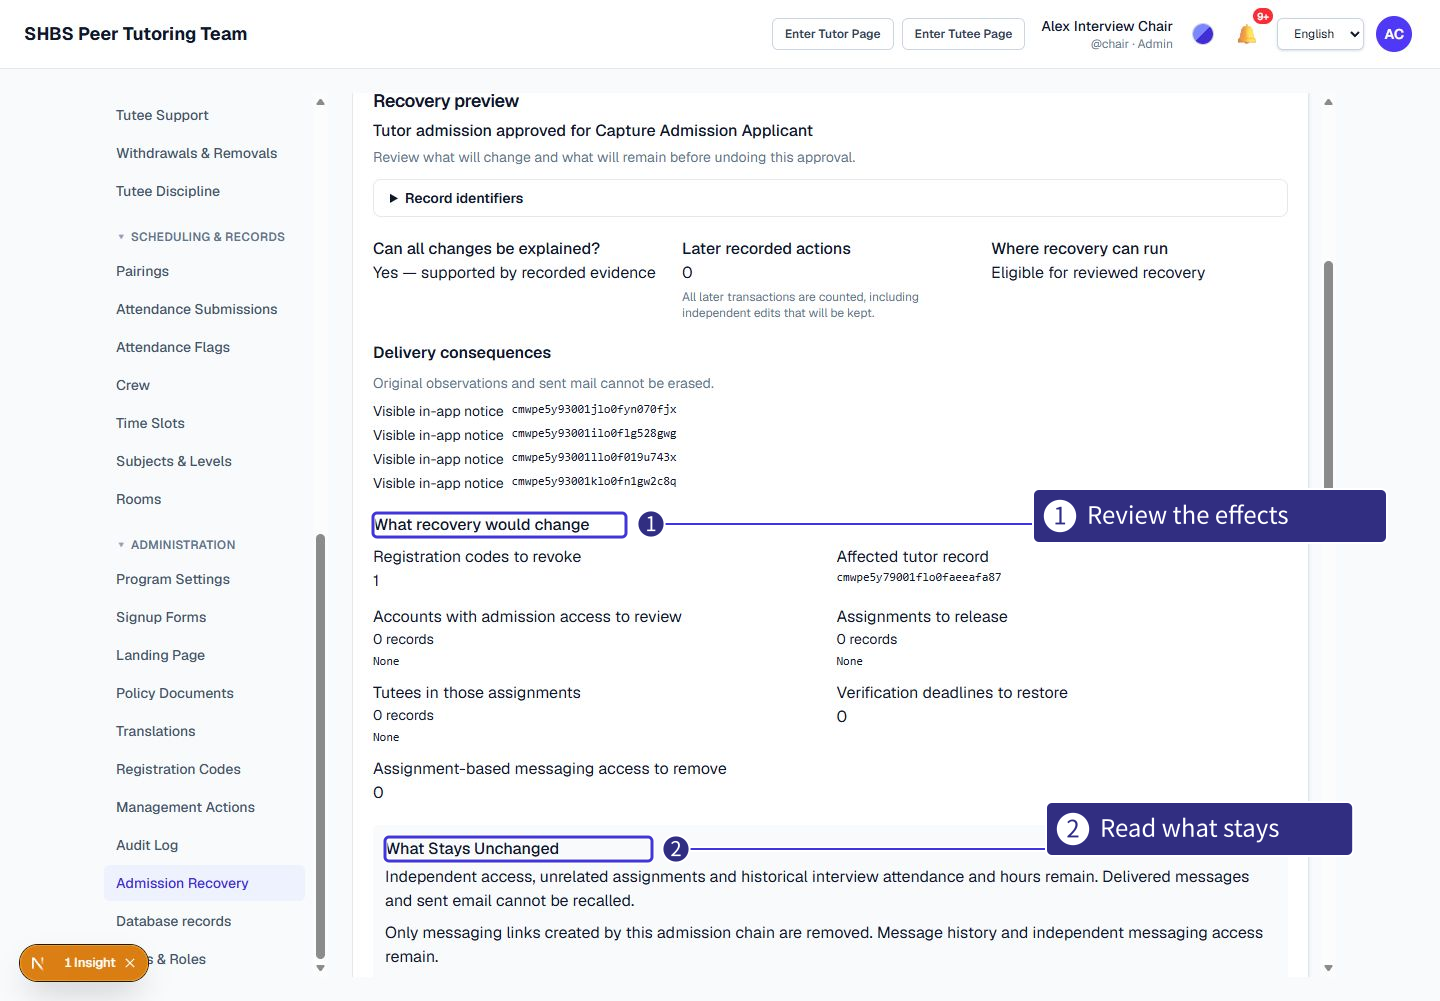 SHBS Peer Tutoring Team
Enter Tutor Page
Enter Tutee Page
Alex Interview Chair
@chair · Admin
9+
English
AC
Tutee Support
Withdrawals & Removals
Tutee Discipline
SCHEDULING & RECORDS
Pairings
Attendance Submissions
Attendance Flags
Crew
Time Slots
Subjects & Levels
Rooms
ADMINISTRATION
Program Settings
Signup Forms
Landing Page
Policy Documents
Translations
Registration Codes
Management Actions
Audit Log
Admission Recovery
Database records
s & Roles
N 1 Insight ×
Recovery preview
Tutor admission approved for Capture Admission Applicant
Review what will change and what will remain before undoing this approval.
Record identifiers
Can all changes be explained?
Yes — supported by recorded evidence
Later recorded actions
0
All later transactions are counted, including
independent edits that will be kept.
Where recovery can run
Eligible for reviewed recovery
Delivery consequences
Original observations and sent mail cannot be erased.
Visible in-app notice cmwpe5y93001jlo0fyn070fjx
Visible in-app notice cmwpe5y93001ilo0flg528gwg
Visible in-app notice cmwpe5y93001llo0f019u743x
Visible in-app notice cmwpe5y93001klo0fn1gw2c8q
What recovery would change
1
1 Review the effects
Registration codes to revoke
1
Affected tutor record
cmwpe5y79001flo0faeeafa87
Accounts with admission access to review
0 records
None
Assignments to release
0 records
None
Tutees in those assignments
0 records
None
Verification deadlines to restore
0
Assignment-based messaging access to remove
0
What Stays Unchanged
2
2 Read what stays
Independent access, unrelated assignments and historical interview attendance and hours remain. Delivered messages
and sent email cannot be recalled.
Only messaging links created by this admission chain are removed. Message history and independent messaging access
remain.